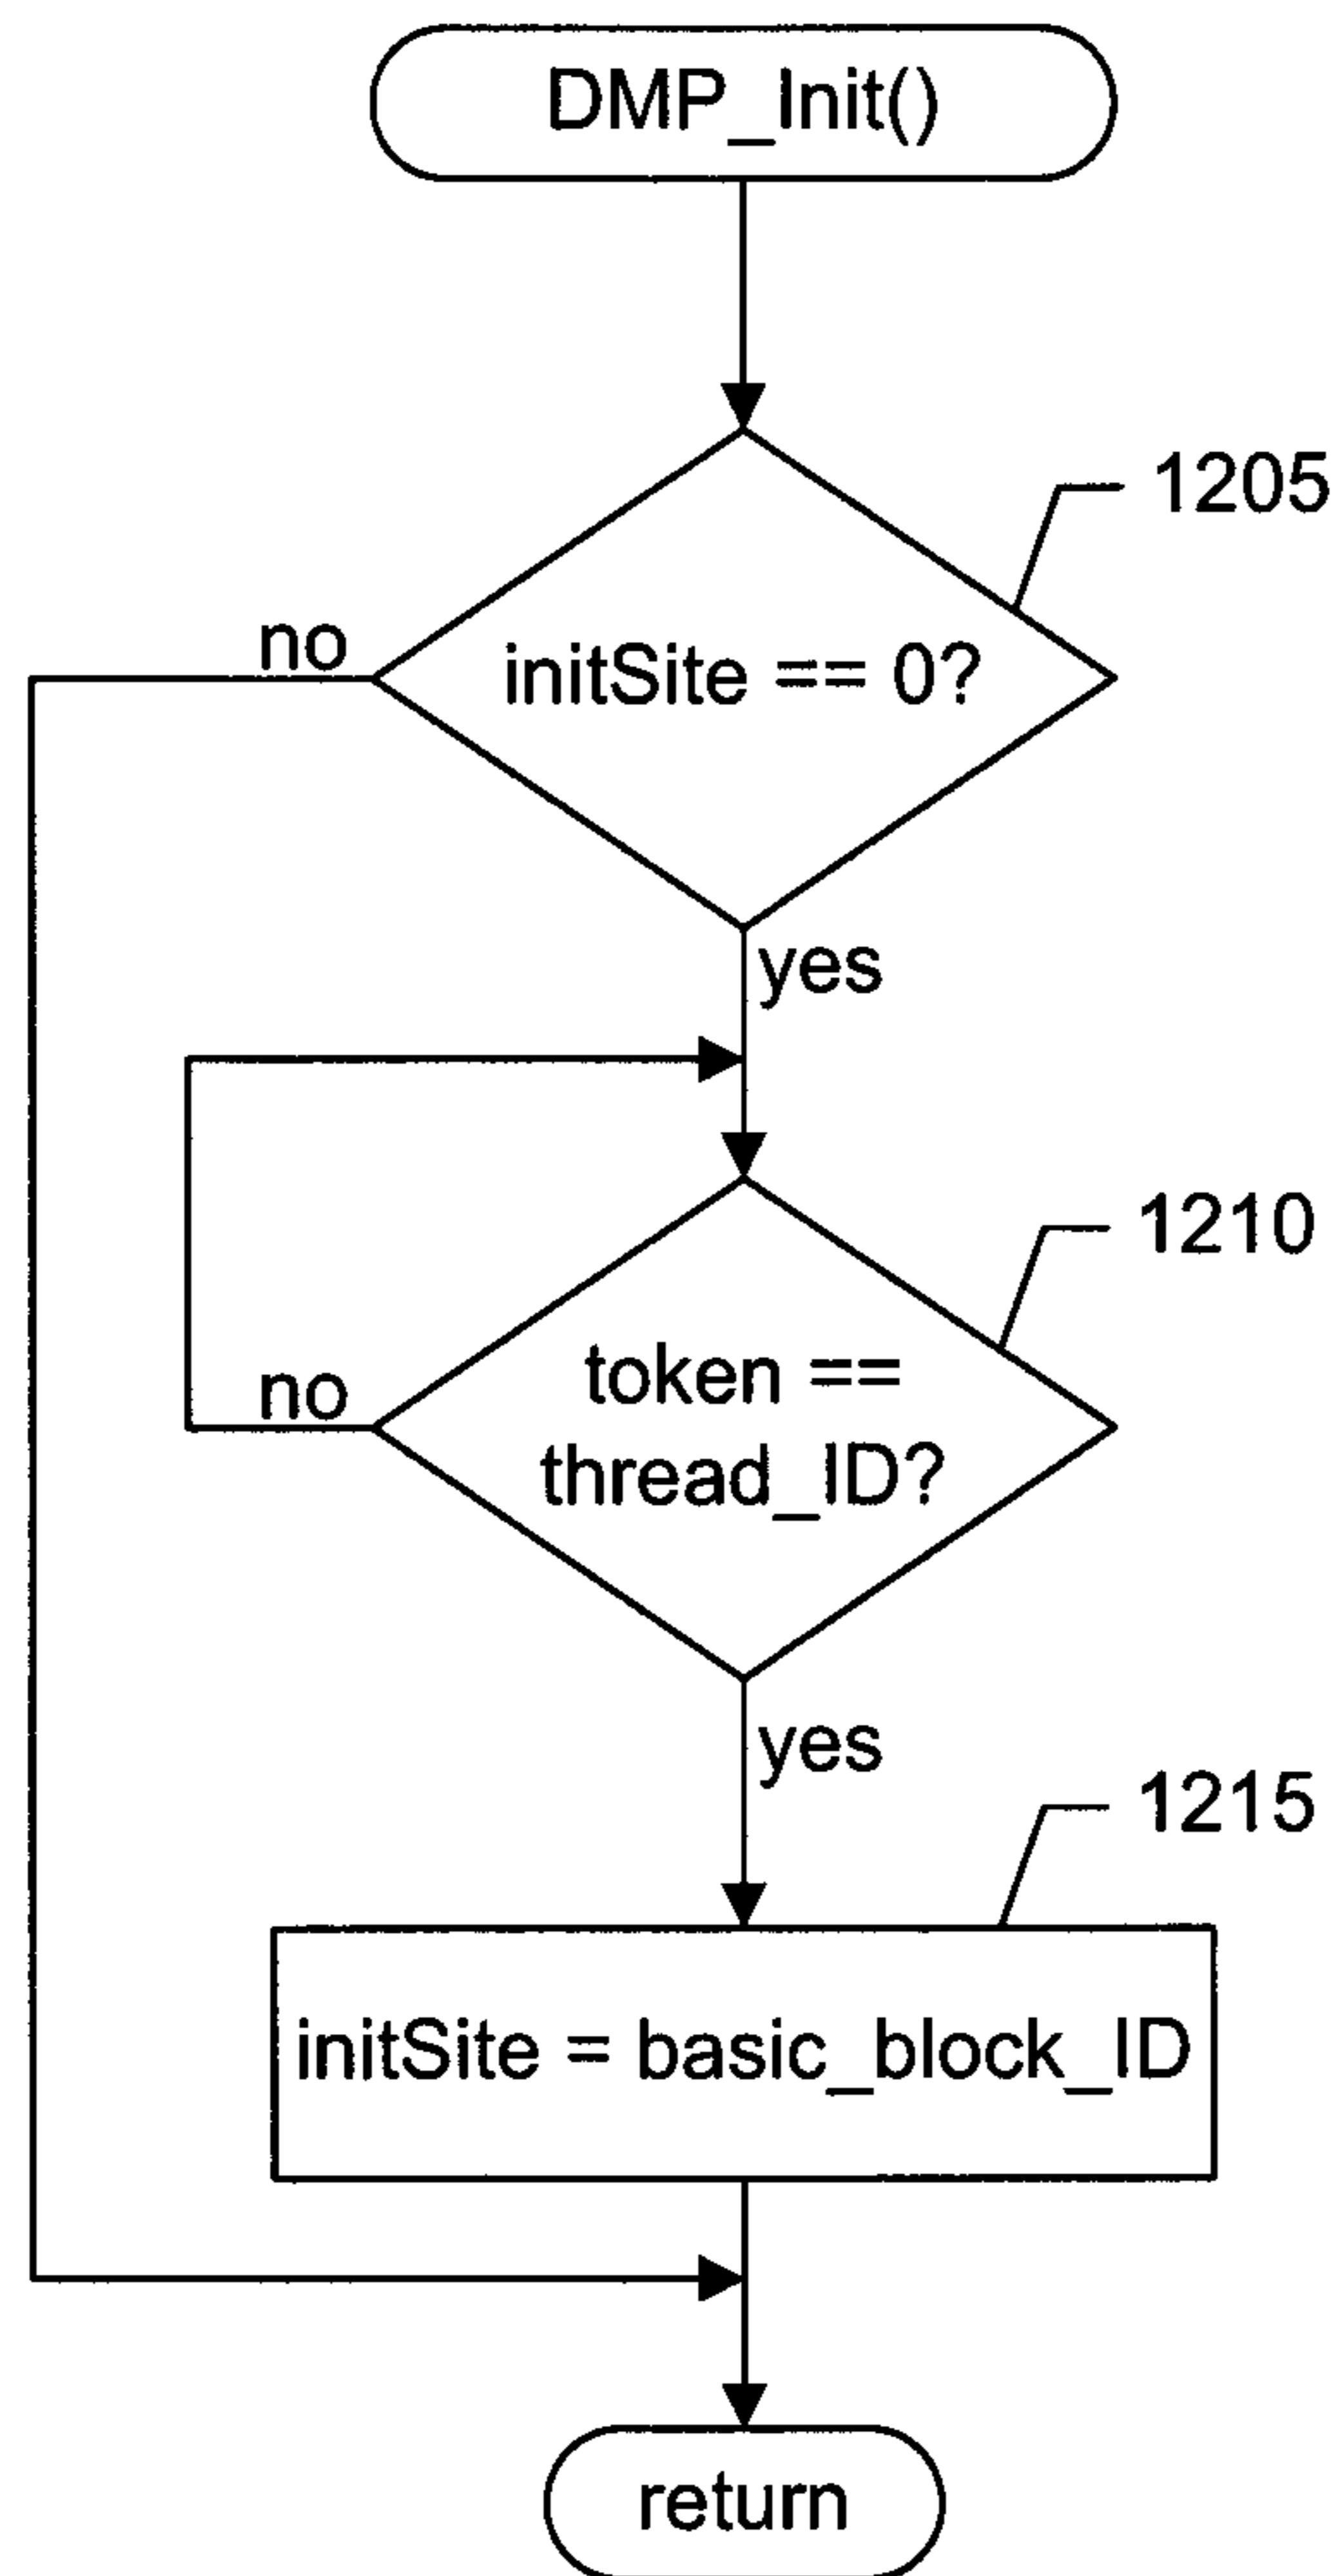 DMP_Init()
1205
no
initSite == 0?
yes
1210
token ==
no
thread_ID?
yes
1215
initSite = basic_block_ID
return